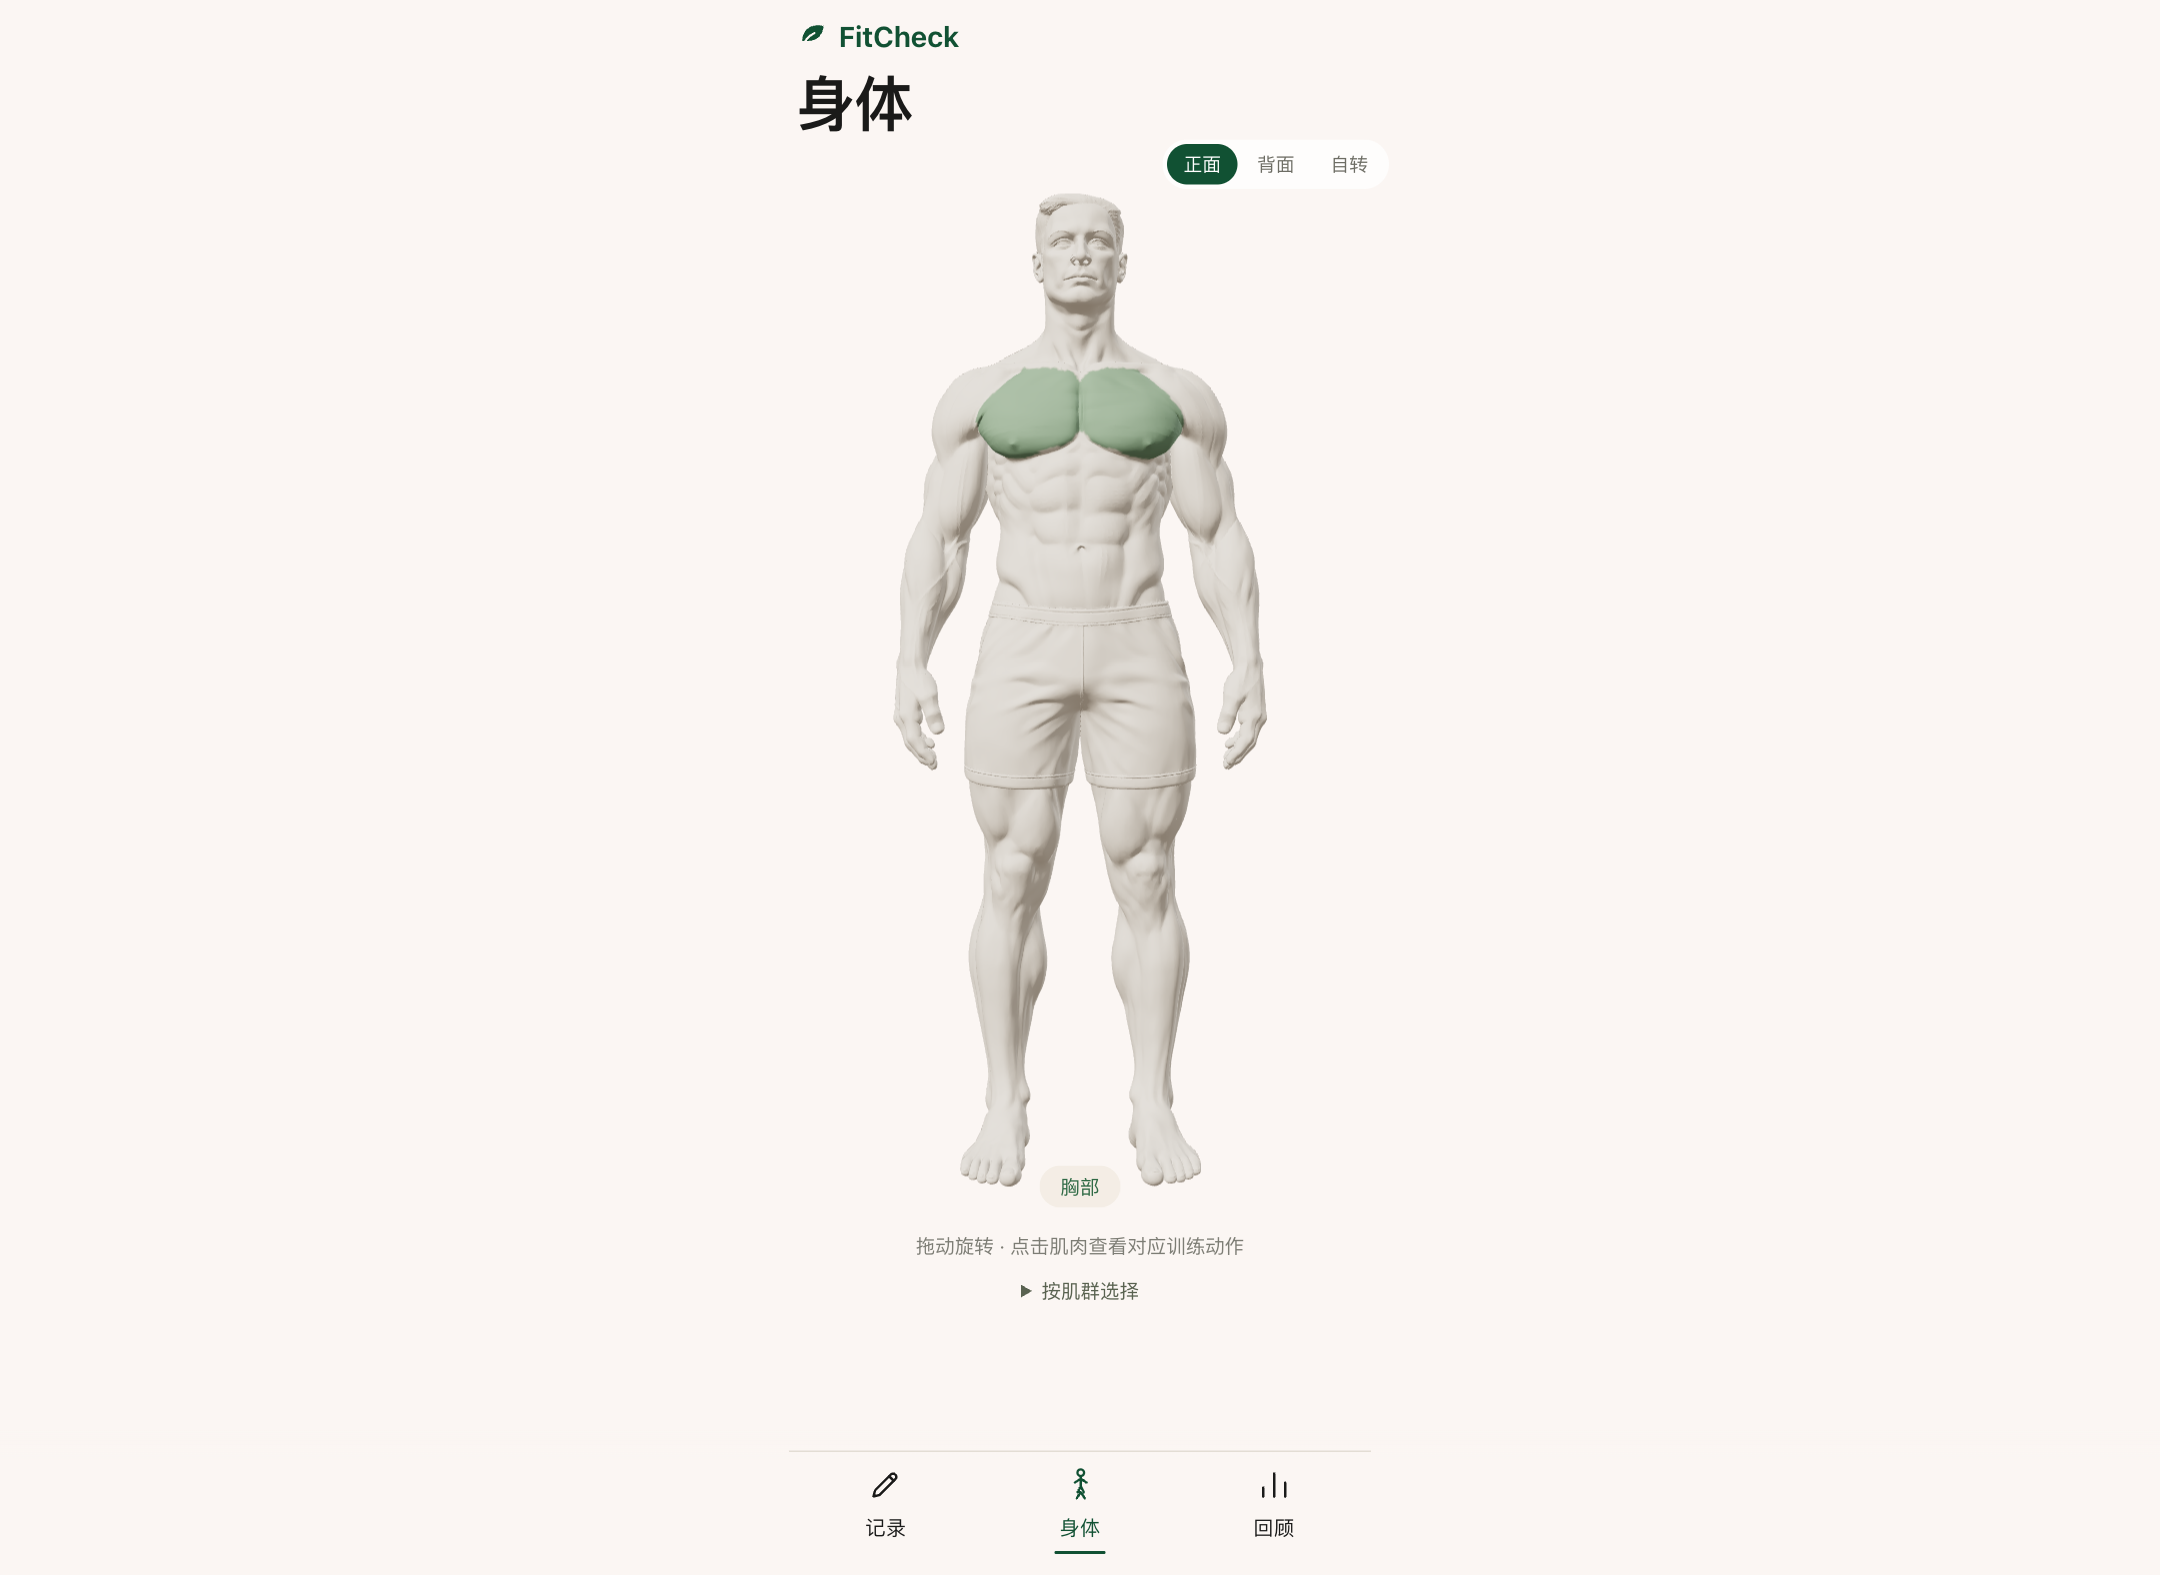 FitCheck
身体
正面 背面 自转
胸部
拖动旋转 · 点击肌肉查看对应训练动作
▶ 按肌群选择
记录 身体 回顾